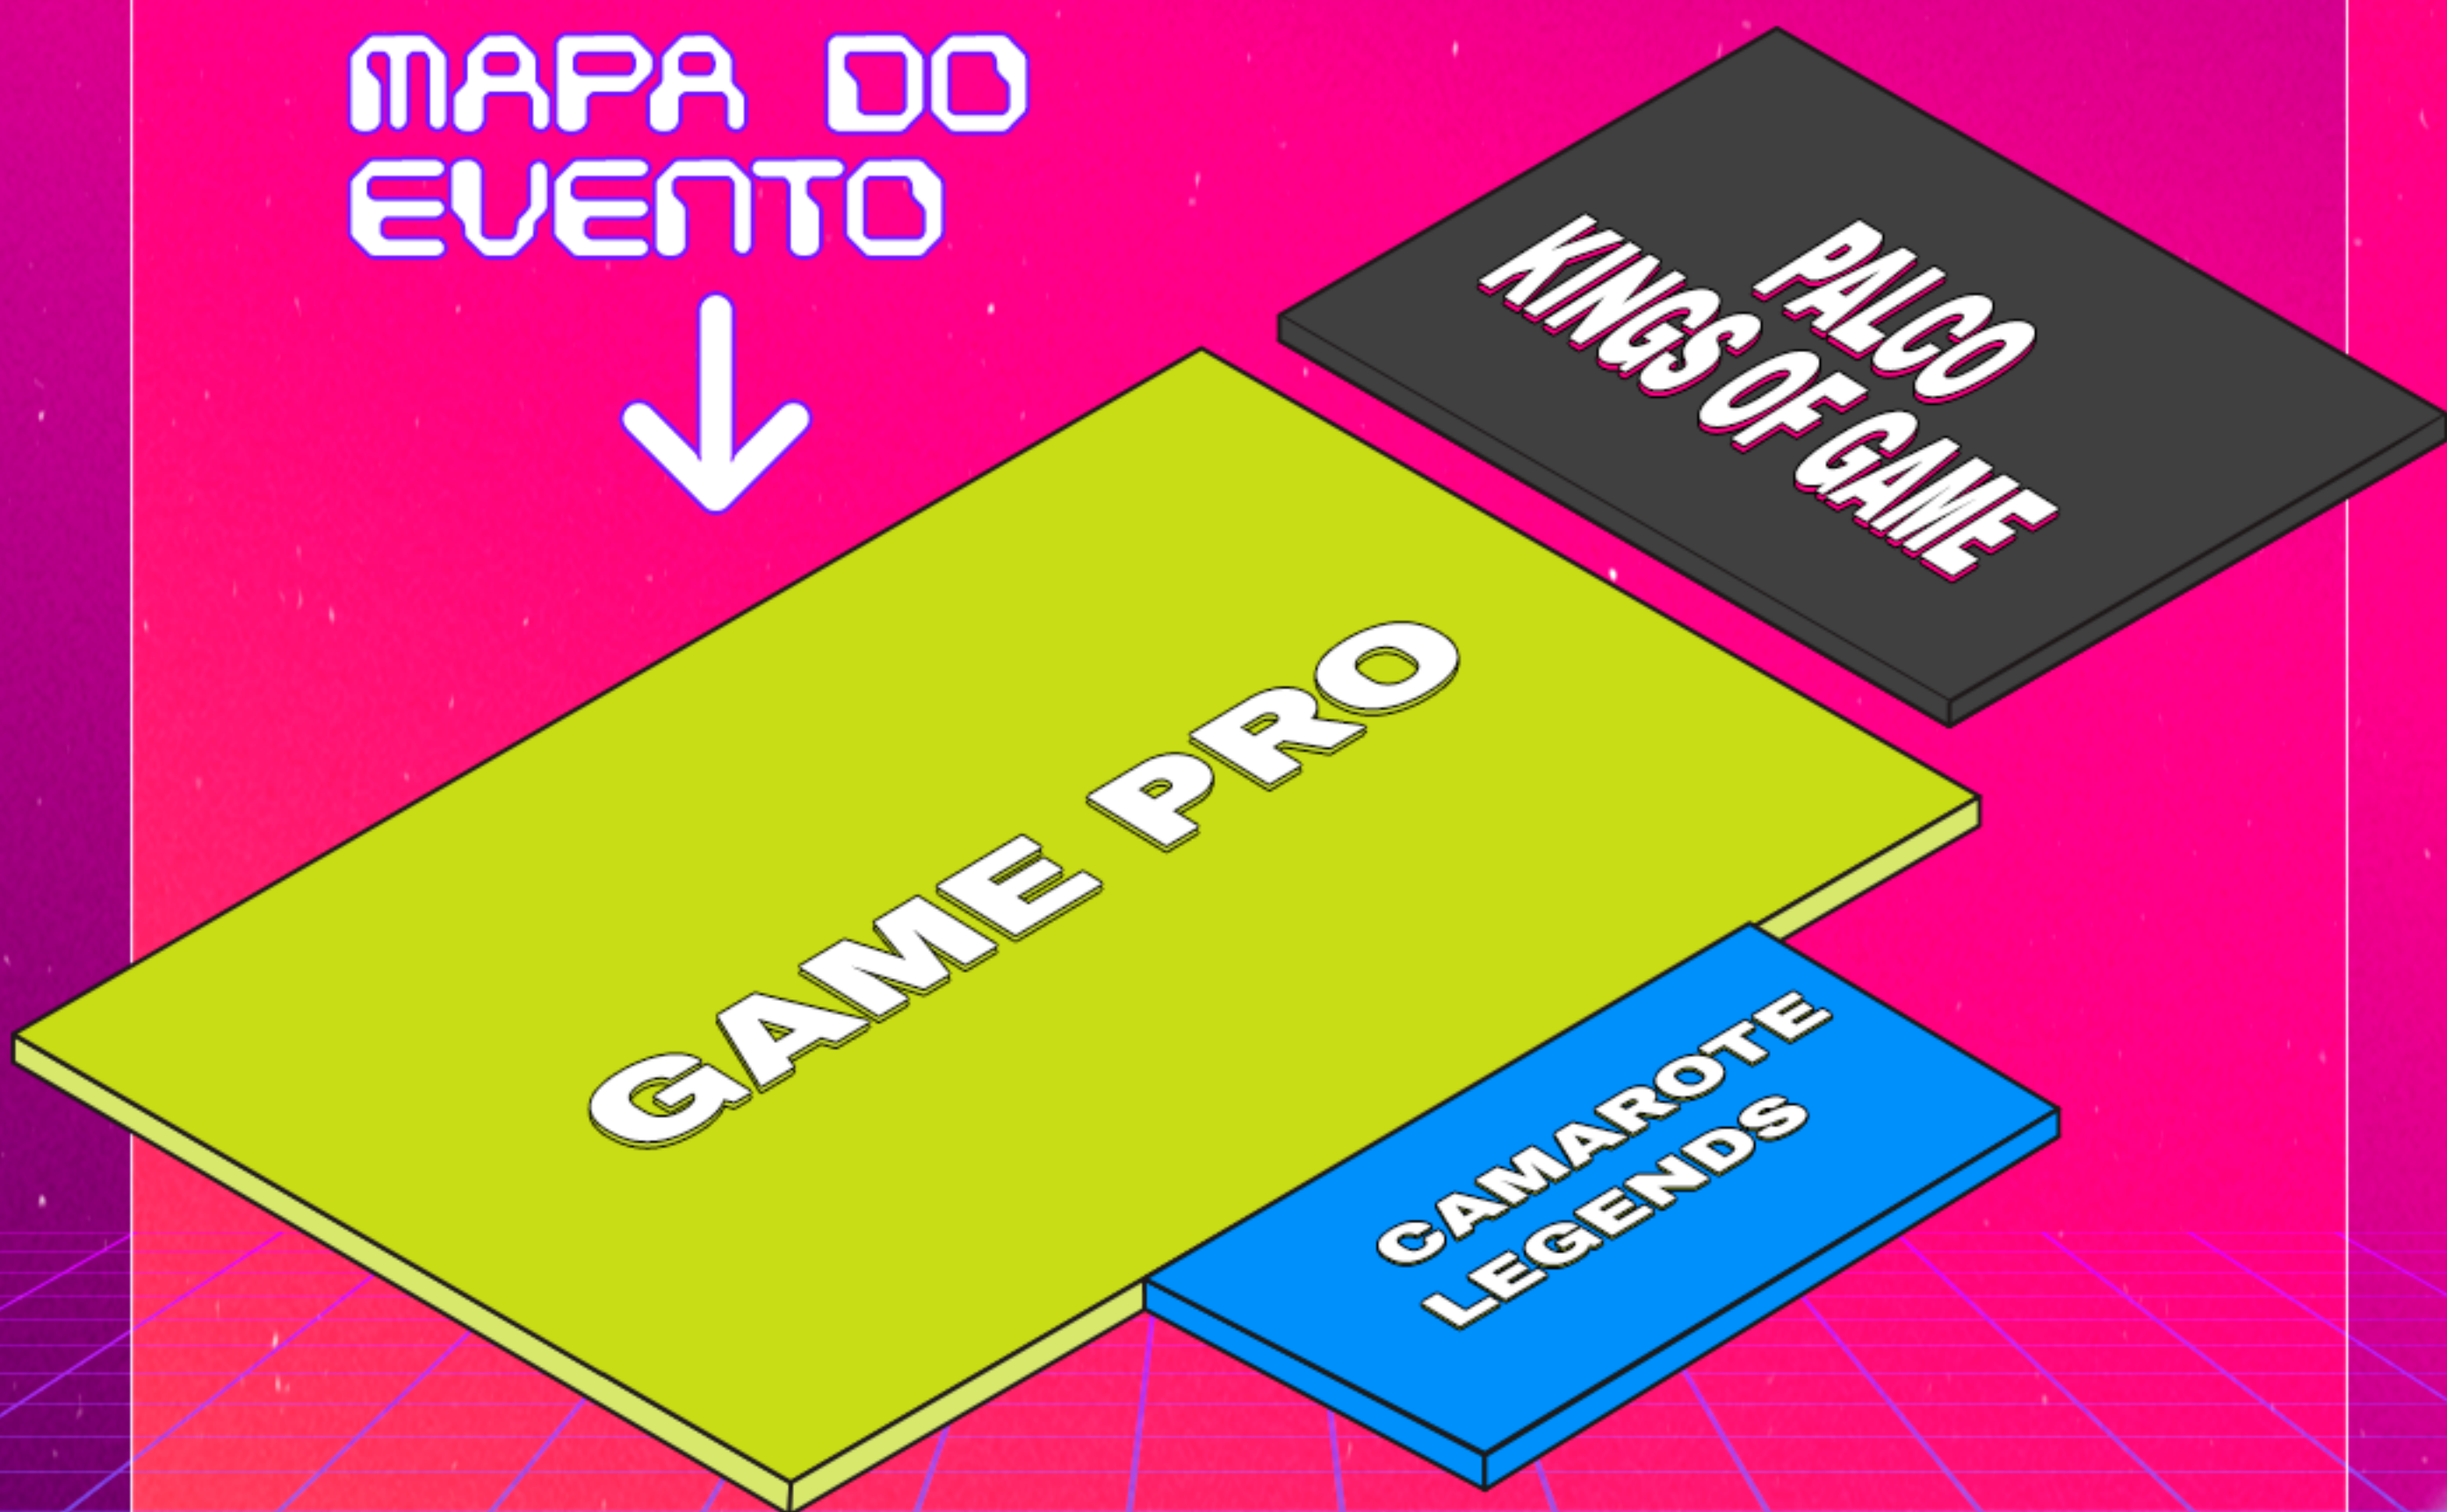 MAPA DO
EVENTO
PALCO
KINGS OF GAME
GAME PRO
CAMAROTE
LEGENDS